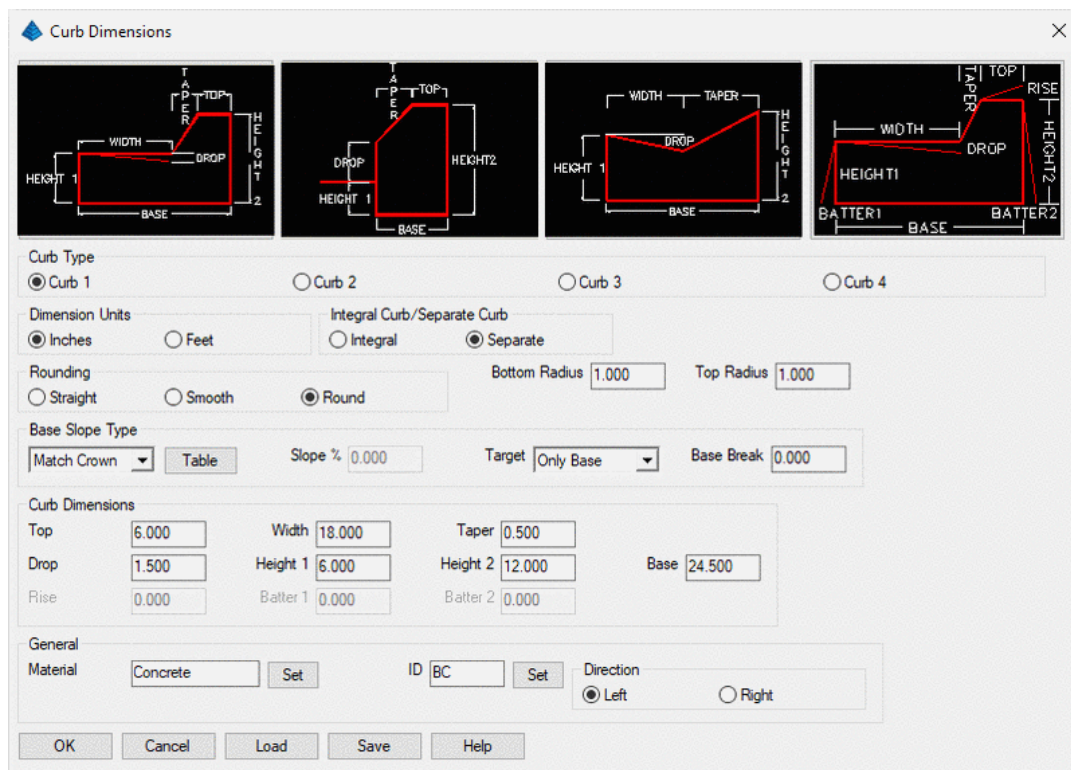 Curb Dimensions
TAPER TOP HEIGHT 2
WIDTH
DROP
HEIGHT 1
BASE
TAPER TOP
DROP HEIGHT2
HEIGHT 1
BASE
WIDTH TAPER
DROP HEIGHT 2
HEIGHT 1
BASE
TAPER TOP
RISE
WIDTH HEIGHT2
DROP
HEIGHT1
BATTER1 BATTER2
BASE
Curb Type
Curb 1 Curb 2 Curb 3 Curb 4
Dimension Units Integral Curb/Separate Curb
Inches Feet Integral Separate
Rounding Bottom Radius 1.000 Top Radius 1.000
Straight Smooth Round
Base Slope Type
Match Crown Table Slope % 0.000 Target Only Base Base Break 0.000
Curb Dimensions
Top 6.000 Width 18.000 Taper 0.500
Drop 1.500 Height 1 6.000 Height 2 12.000 Base 24.500
Rise 0.000 Batter 1 0.000 Batter 2 0.000
General
Material Concrete Set ID BC Set Direction
Left Right
OK Cancel Load Save Help